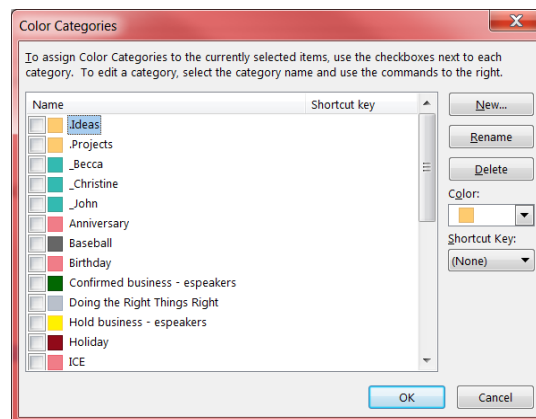 Color Categories
To assign Color Categories to the currently selected items, use the checkboxes next to each
category. To edit a category, select the category name and use the commands to the right.
Name Shortcut key
.Ideas
.Projects
_Becca
_Christine
_John
Anniversary
Baseball
Birthday
Confirmed business - espeakers
Doing the Right Things Right
Hold business - espeakers
Holiday
ICE
New...
Rename
Delete
Color:
Shortcut Key:
(None)
OK Cancel